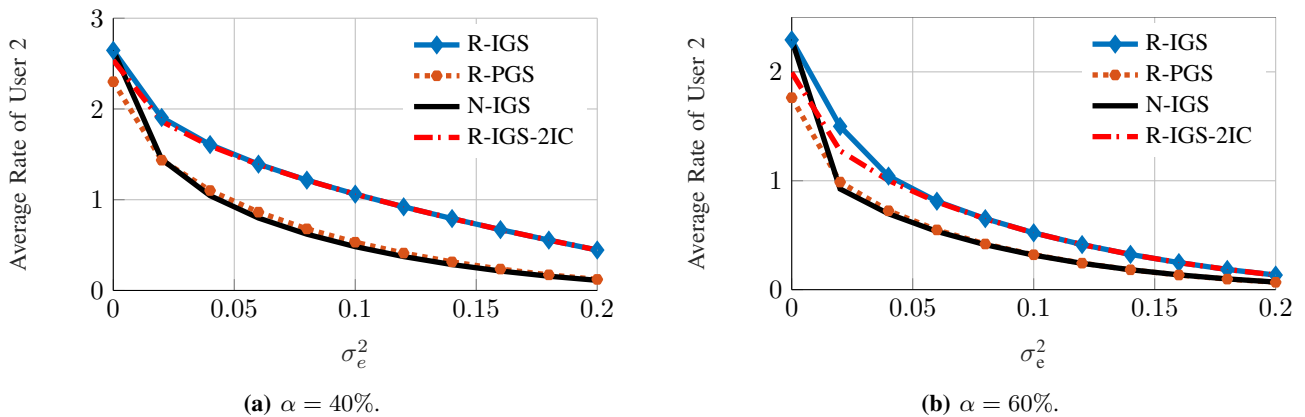 Average Rate of User 2
3
2
1
0
0
0.05
0.1
0.15
0.2
σ_e^2
R-IGS
R-PGS
N-IGS
R-IGS-2IC
(a) α = 40%.
Average Rate of User 2
2
1
0
0
0.05
0.1
0.15
0.2
σ_e^2
R-IGS
R-PGS
N-IGS
R-IGS-2IC
(b) α = 60%.